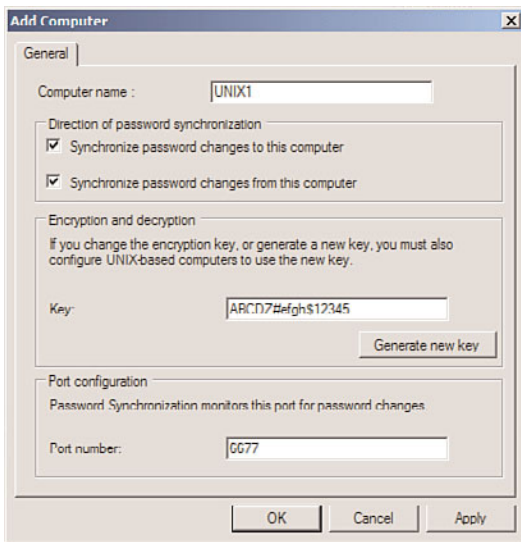 Add Computer
General
Computer name :
UNIX1
Direction of password synchronization
Synchronize password changes to this computer
Synchronize password changes from this computer
Encryption and decryption
If you change the encryption key, or generate a new key, you must also
configure UNIX-based computers to use the new key.
Key:
ABCDZ#efgh$12345
Generate new key
Port configuration
Password Synchronization monitors this port for password changes
Port number:
6677
OK
Cancel
Apply